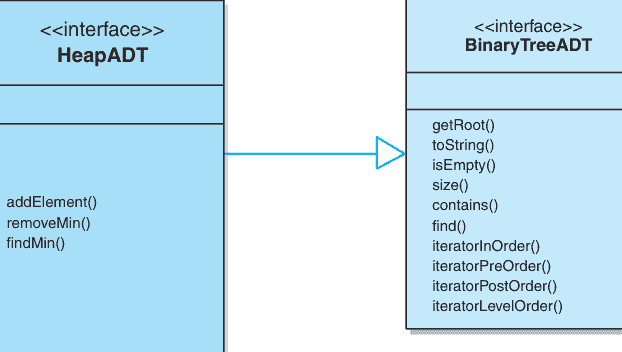 <<interface>>
HeapADT
addElement()
removeMin()
findMin()
<<interface>>
BinaryTreeADT
getRoot()
toString()
isEmpty()
size()
contains()
find()
iteratorInOrder()
iteratorPreOrder()
iteratorPostOrder()
iteratorLevelOrder()